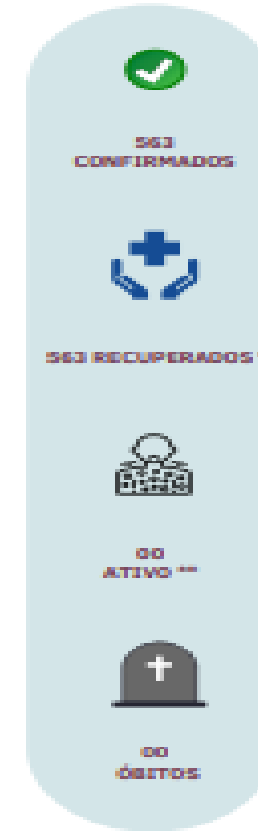 563
CONFIRMADOS
563 RECUPERADOS
00
ATIVO **
00
ÓBITOS